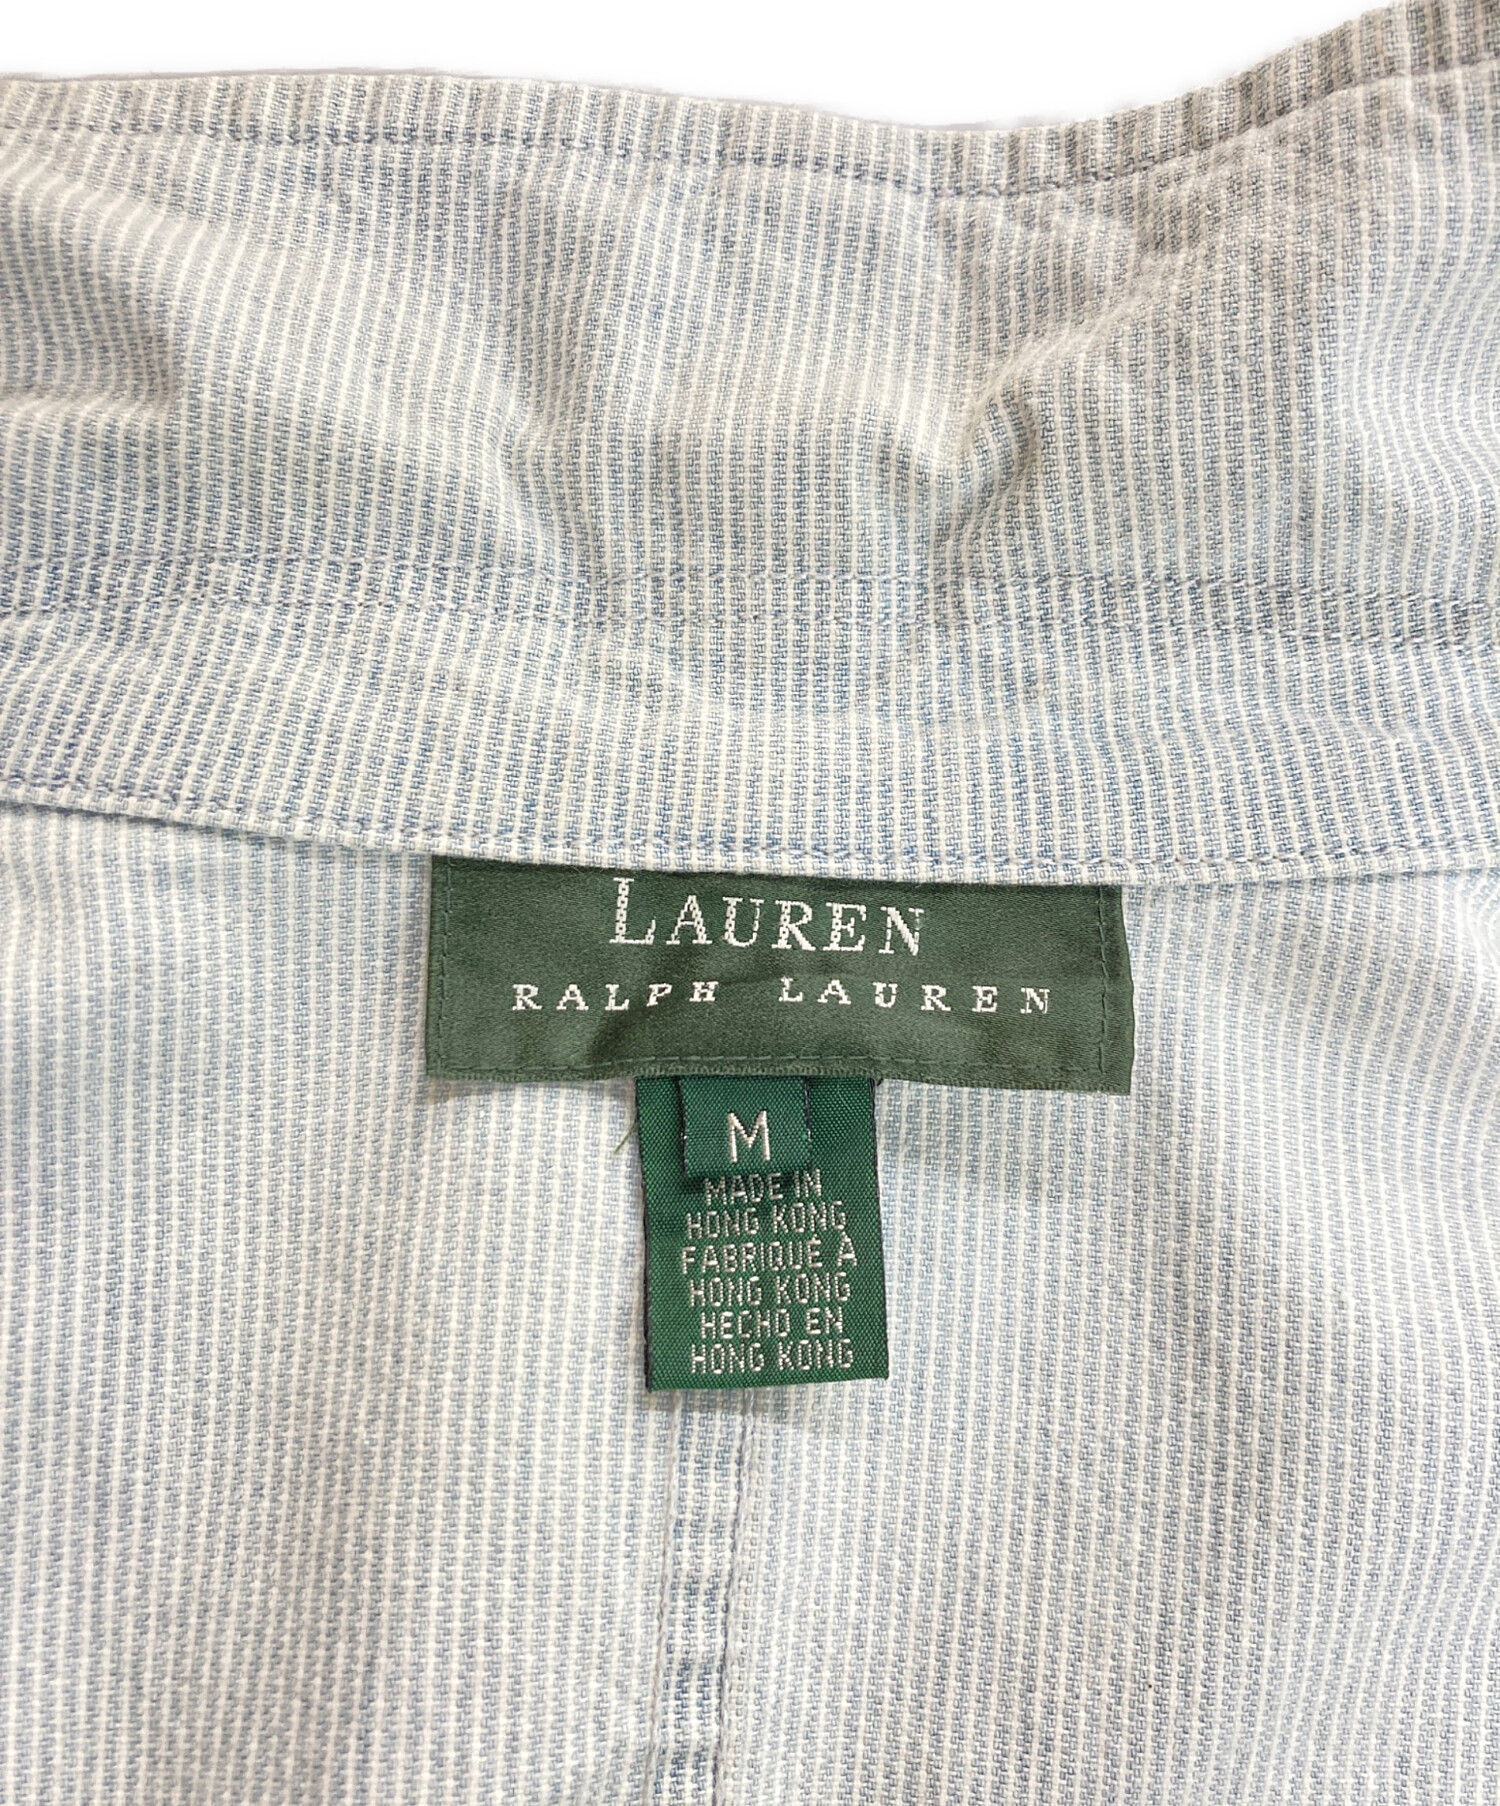 LAUREN
RALPH LAUREN
M
MADE IN
HONG KONG
FABRIQUÉ À
HONG KONG
HECHO EN
HONG KONG